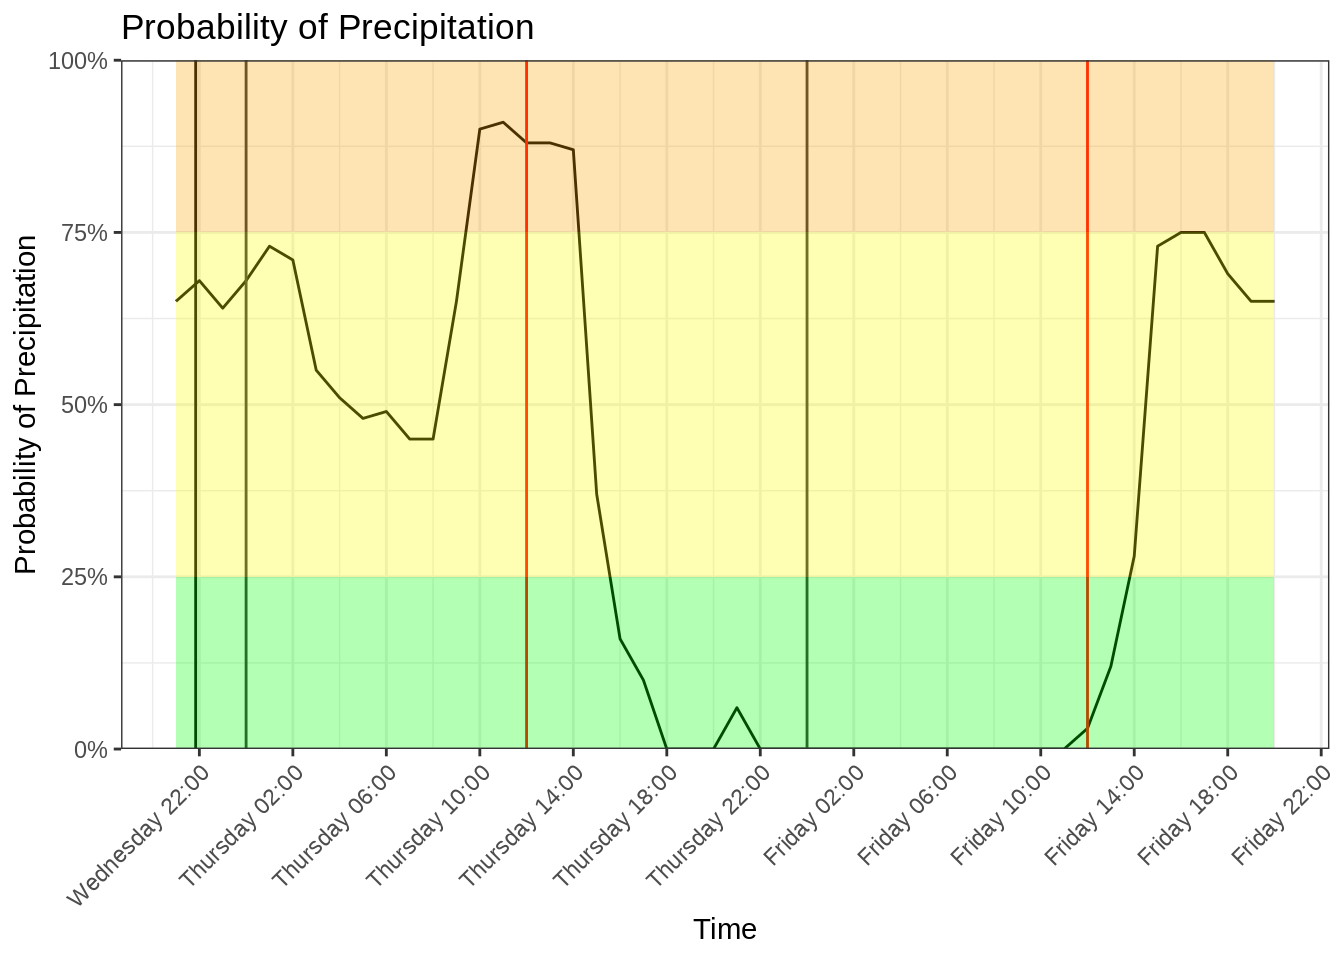 Probability of Precipitation
Probability of Precipitation
100%
75%
50%
25%
0%
Wednesday 22:00
Thursday 02:00
Thursday 06:00
Thursday 10:00
Thursday 14:00
Thursday 18:00
Thursday 22:00
Friday 02:00
Friday 06:00
Friday 10:00
Friday 14:00
Friday 18:00
Friday 22:00
Time